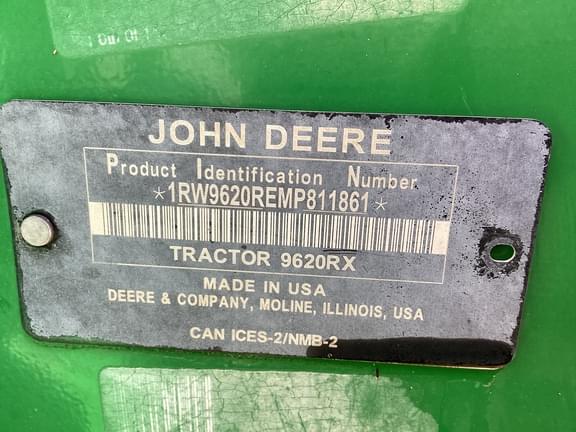 JOHN DEERE
Product Identification Number
*1RW9620REMP811861*
TRACTOR 9620RX
MADE IN USA
DEERE & COMPANY, MOLINE, ILLINOIS, USA
CAN ICES-2/NMB-2